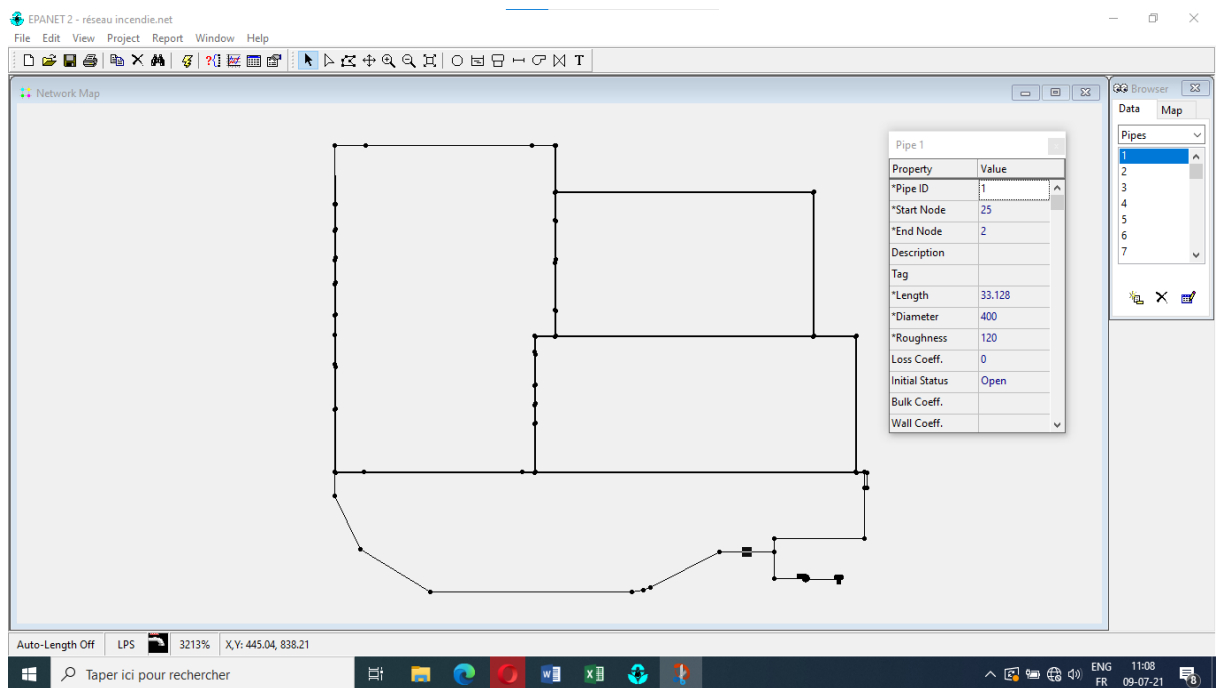 EPANET 2 - réseau incendie.net
File Edit View Project Report Window Help
T
Network Map
Browser
Data Map
Pipes
1
2
3
4
5
6
7
Pipe 1
Property Value
*Pipe ID 1
*Start Node 25
*End Node 2
Description
Tag
*Length 33.128
*Diameter 400
*Roughness 120
Loss Coeff. 0
Initial Status Open
Bulk Coeff.
Wall Coeff.
Auto-Length Off LPS 3213% X,Y: 445.04, 838.21
Taper ici pour rechercher
ENG 11:08
FR 09-07-21
8